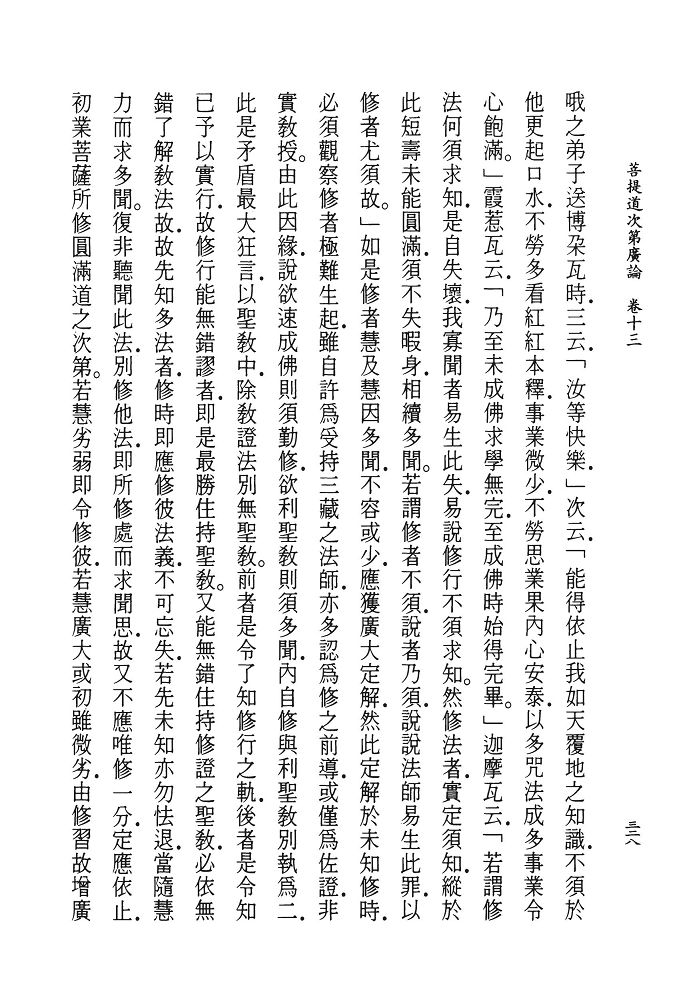 菩提道次第廣論　卷十三
三二八
哦之弟子送博朶瓦時．三云「汝等快樂．」次云「能得依止我如天覆地之知識．不須於
他更起口水．不勞多看紅紅本釋．事業微少．不勞思業果內心安泰．以多咒法成多事業令
心飽滿。」霞惹瓦云「乃至未成佛求學無完．至成佛時始得完畢。」迦摩瓦云「若謂修
法何須求知．是自失壞．我寡聞者易生此失．易說修行不須求知。然修法者．實定須知．縱於
此短壽未能圓滿．須不失暇身．相續多聞。若謂修者不須．說者乃須．說說法師易生此罪．以
修者尤須故。」如是修者慧及慧因多聞．不容或少．應獲廣大定解．然此定解於未知修時．
必須觀察修者極難生起．雖自許爲受持三藏之法師．亦多認爲修之前導．或僅爲佐證．非
實敎授。由此因緣．說欲速成佛則須勤修．欲利聖敎則須多聞．內自修與利聖敎別執爲二．
此是矛盾最大狂言．以聖敎中．除敎證法別無聖敎。前者是令了知修行之軌．後者是令知
已予以實行．故修行能無錯謬者．即是最勝住持聖敎。又能無錯住持修證之聖敎．必依無
錯了解敎法故．故先知多法者．修時即應修彼法義．不可忘失．若先未知亦勿怯退．當隨慧
力而求多聞。復非聽聞此法．別修他法．即所修處而求聞思．故又不應唯修一分．定應依止．
初業菩薩所修圓滿道之次第。若慧劣弱即令修彼．若慧廣大或初雖微劣．由修習故增廣